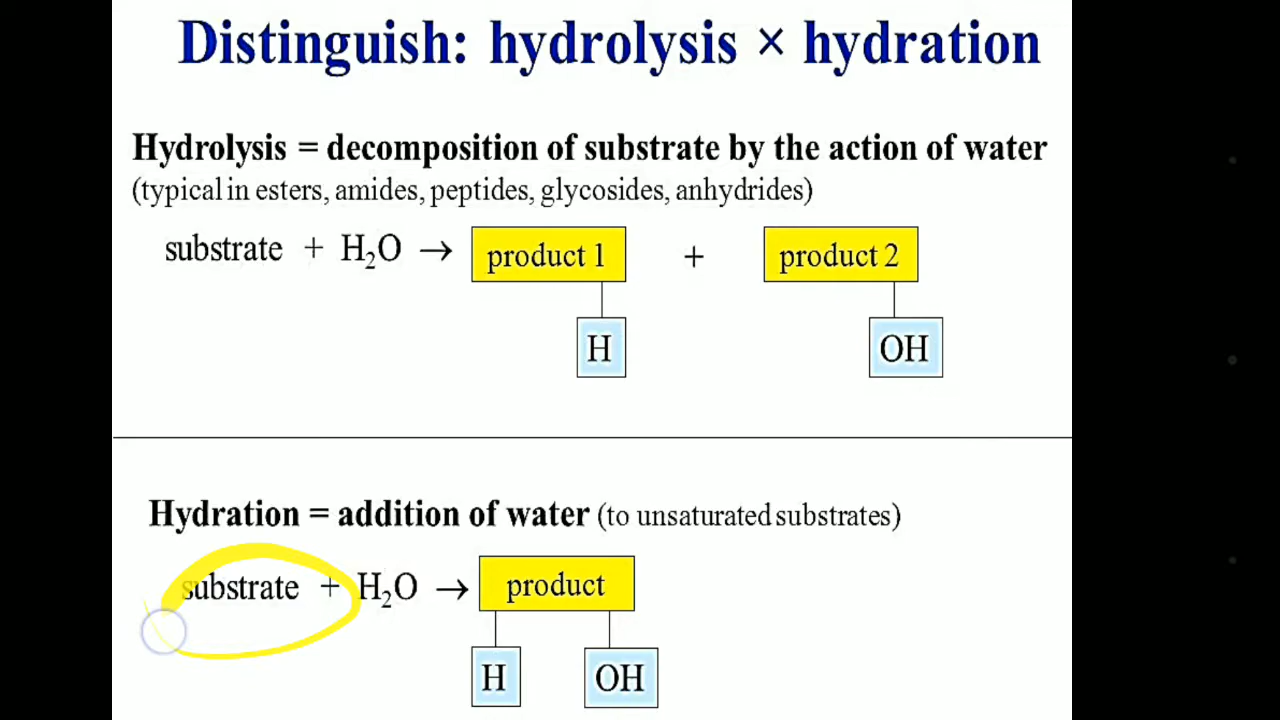 Distinguish: hydrolysis × hydration
Hydrolysis = decomposition of substrate by the action of water
(typical in esters, amides, peptides, glycosides, anhydrides)
substrate + H₂O → product 1 + product 2
H OH
Hydration = addition of water (to unsaturated substrates)
substrate + H₂O → product
H OH